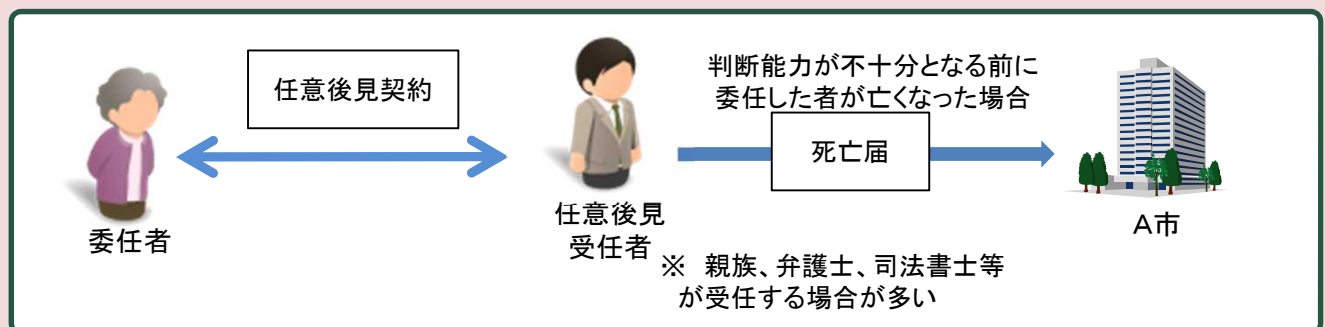 任意後見契約
委任者
任意後見
受任者
判断能力が不十分となる前に
委任した者が亡くなった場合
死亡届
A市
※ 親族、弁護士、司法書士等
が受任する場合が多い